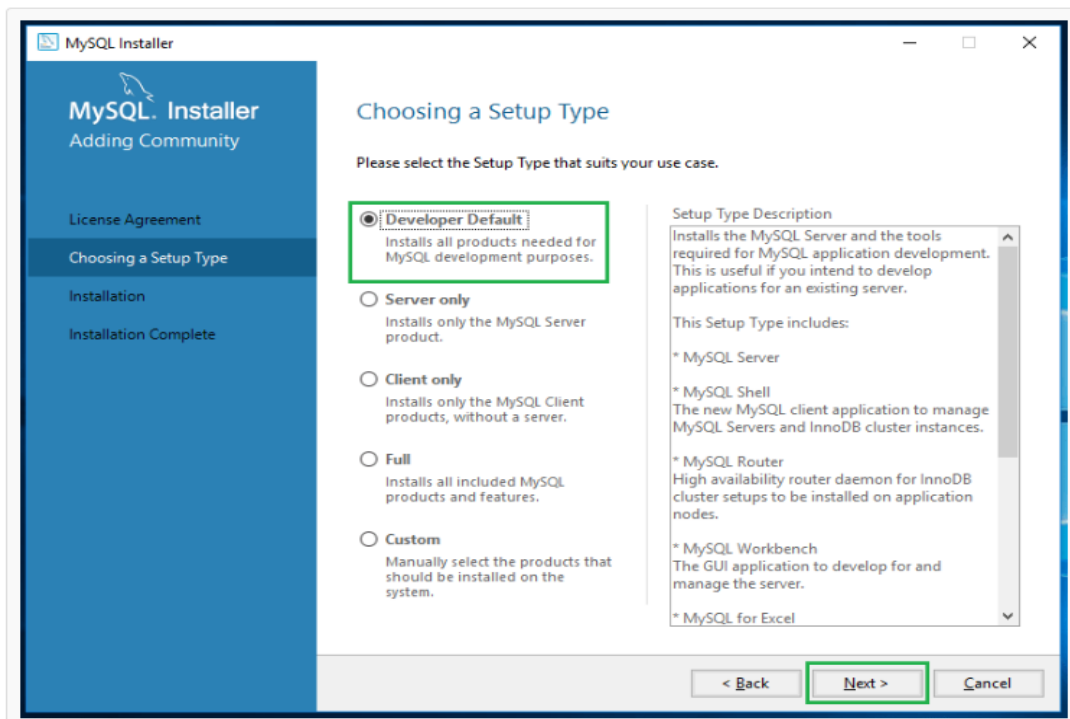 MySQL Installer
MySQL. Installer
Adding Community
License Agreement
Choosing a Setup Type
Installation
Installation Complete
Choosing a Setup Type
Please select the Setup Type that suits your use case.
Developer Default
Installs all products needed for
MySQL development purposes.
Server only
Installs only the MySQL Server
product.
Client only
Installs only the MySQL Client
products, without a server.
Full
Installs all included MySQL
products and features.
Custom
Manually select the products that
should be installed on the
system.
Setup Type Description
Installs the MySQL Server and the tools
required for MySQL application development.
This is useful if you intend to develop
applications for an existing server.
This Setup Type includes:
* MySQL Server
* MySQL Shell
The new MySQL client application to manage
MySQL Servers and InnoDB cluster instances.
* MySQL Router
High availability router daemon for InnoDB
cluster setups to be installed on application
nodes.
* MySQL Workbench
The GUI application to develop for and
manage the server.
* MySQL for Excel
< Back
Next >
Cancel